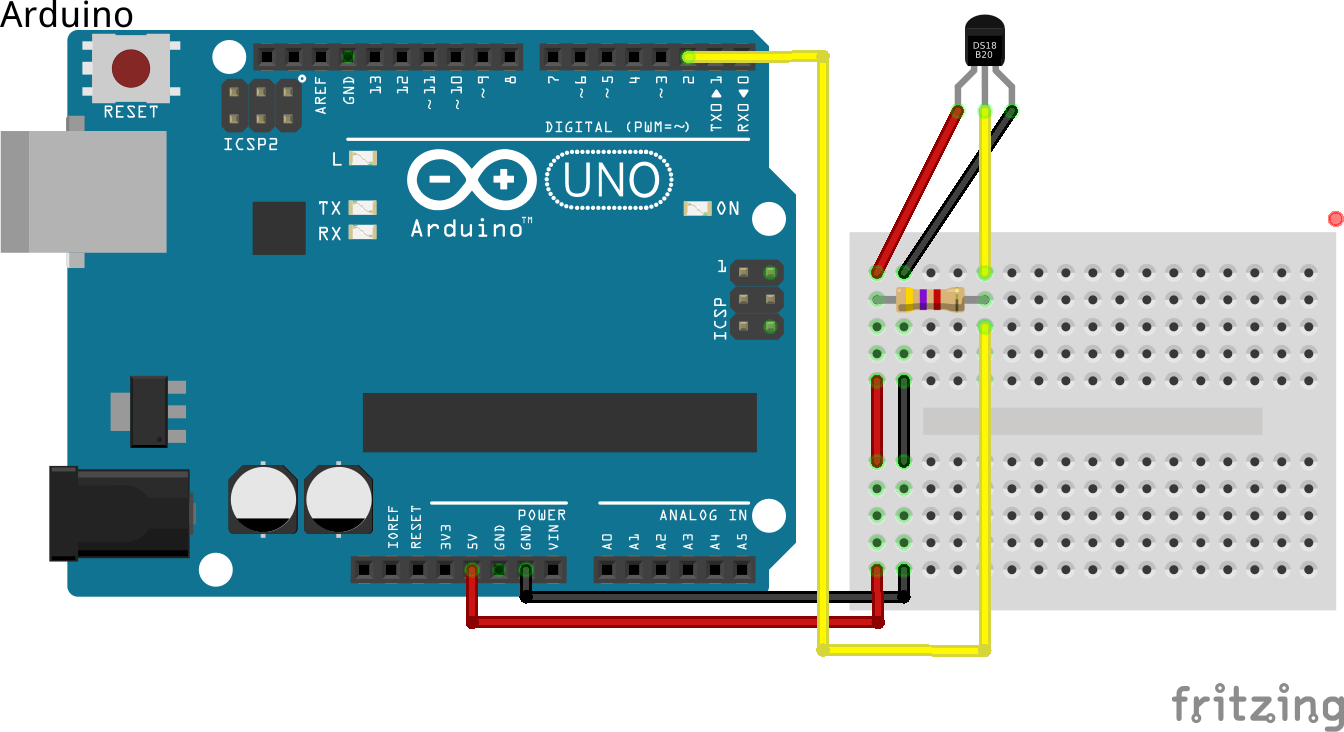 Arduino
RESET
ICSP2
AREF
GND
13
12
~11
~10
~9
8
7
~6
~5
4
~3
2
TX0▶1
RX0◀0
DIGITAL (PWM=~)
L
TX
RX
UNO
Arduino™
ON
1
ICSP
DS18
B20
IOREF
RESET
3V3
5V
GND
GND
VIN
POWER
ANALOG IN
A0
A1
A2
A3
A4
A5
fritzing